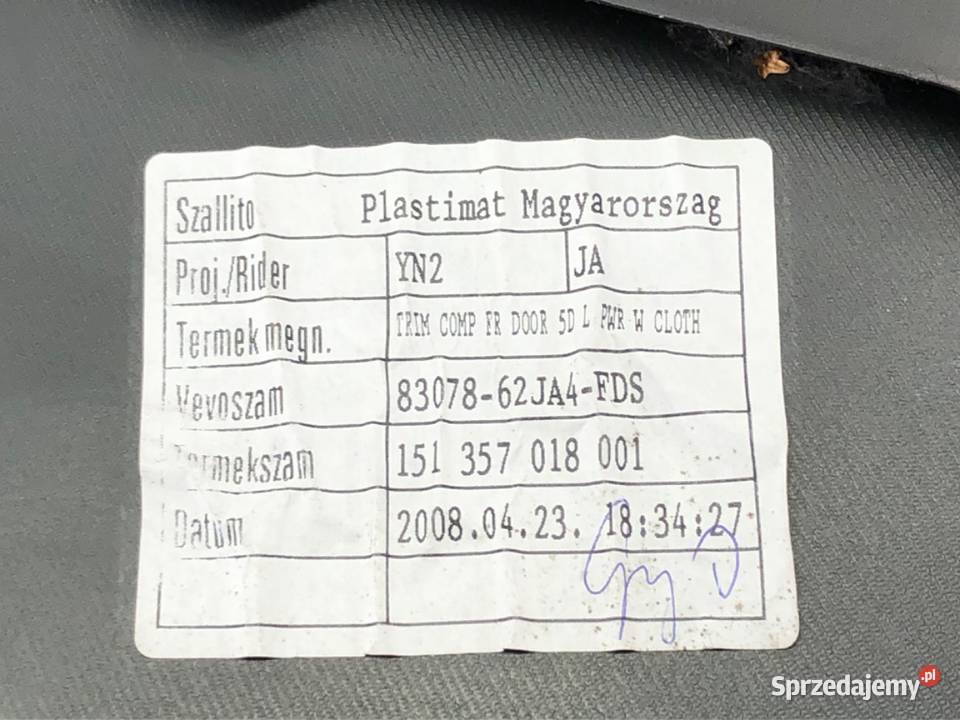 Szallito Plastimat Magyarorszag
Proj./Rider YN2 JA
Termek megn. TRIM COMP FR DOOR 5D L PWR W CLOTH
Vevoszam 83078-62JA4-FDS
Termekszam 151 357 018 001
Datum 2008.04.23. 18:34:27
Sprzedajemy.pl